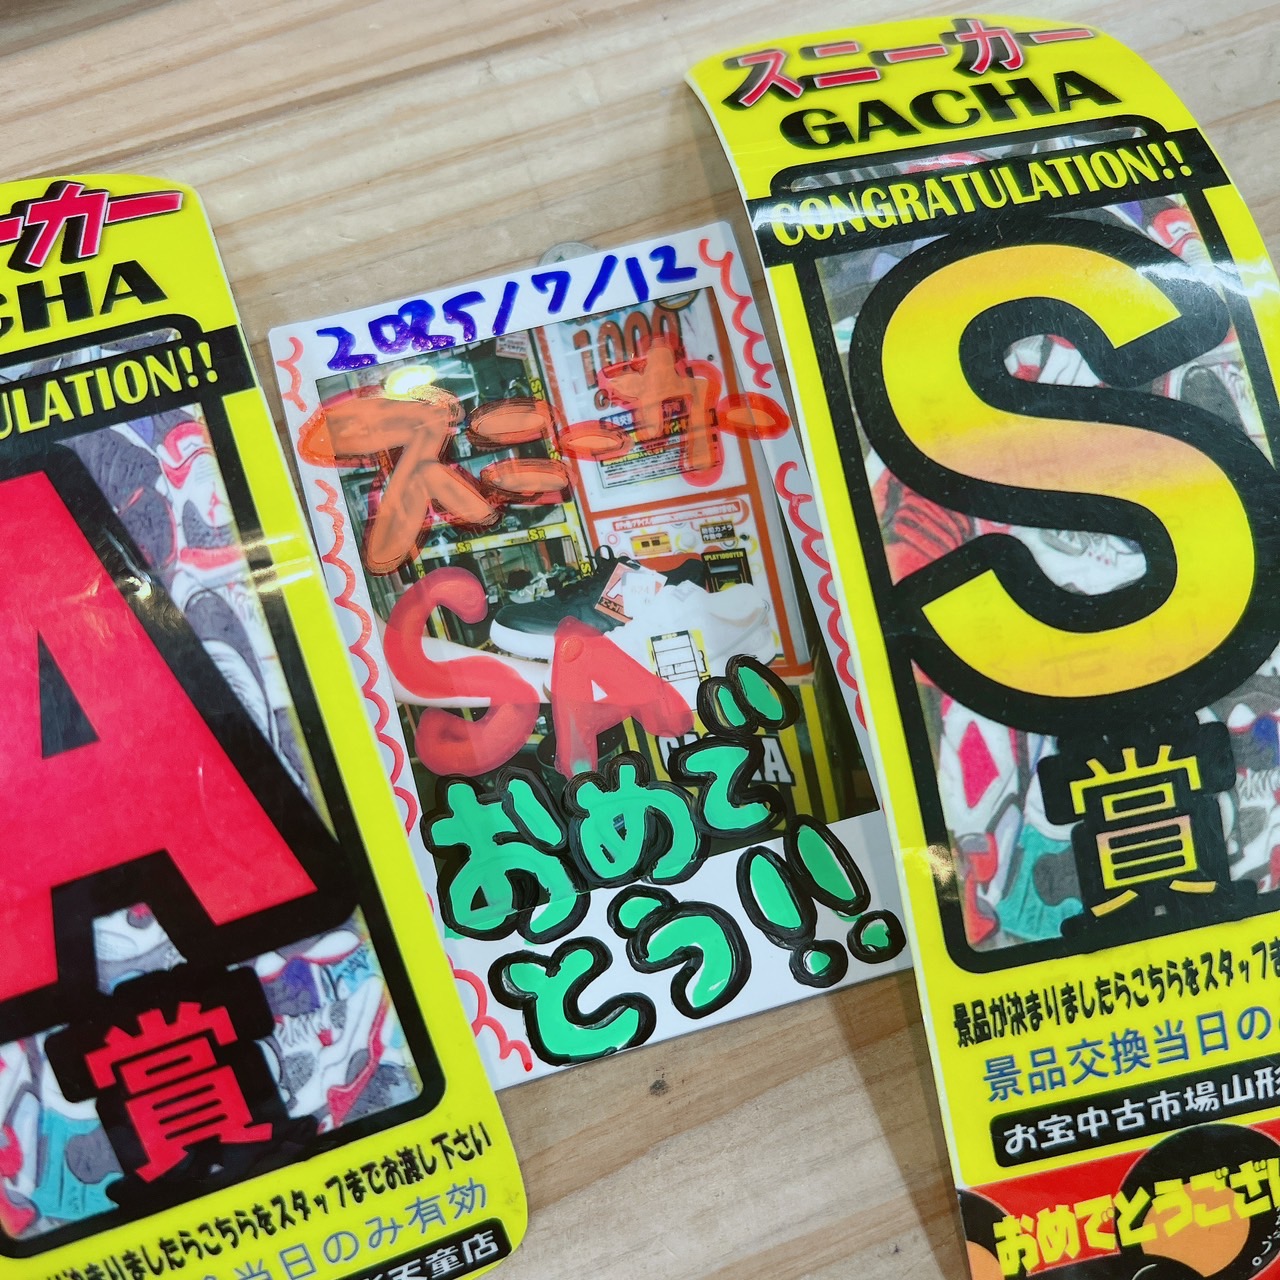 ーカー
CHA
ULATION!!
A
賞
決まりましたらこちらをスタッフまでお渡し下さい
当日のみ有効
天童店
2025/7/12
1000
スニーカー
SA
おめで
とう!!
スニーカー
GACHA
CONGRATULATION!!
S
賞
景品が決まりましたらこちらをスタッフま
景品交換当日の
お宝中古市場山形
おめでとうござい